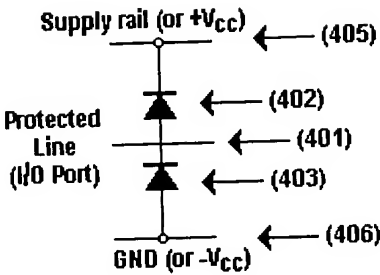 Supply rail (or +VCC)
(405)
(402)
Protected
Line
(I/O Port)
(401)
(403)
(406)
GND (or -VCC)